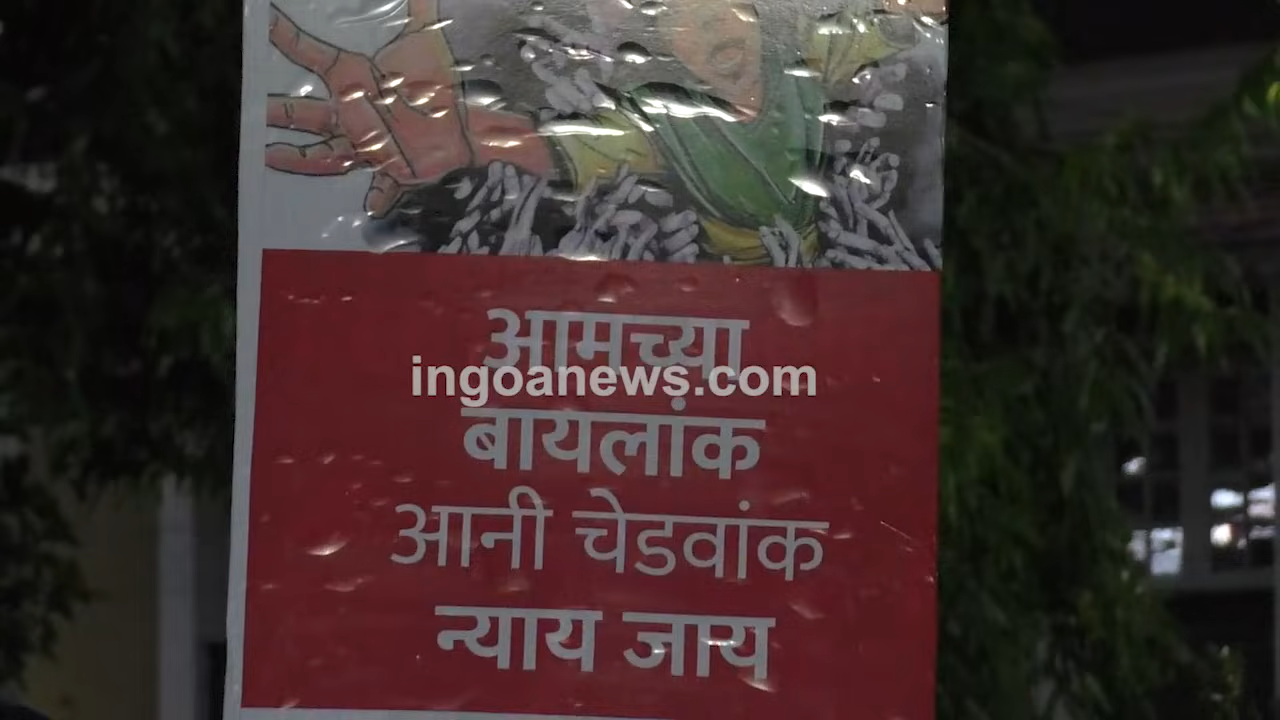 आमच्या
ingoanews.com
बायलांक
आनी चेडवांक
न्याय जाय